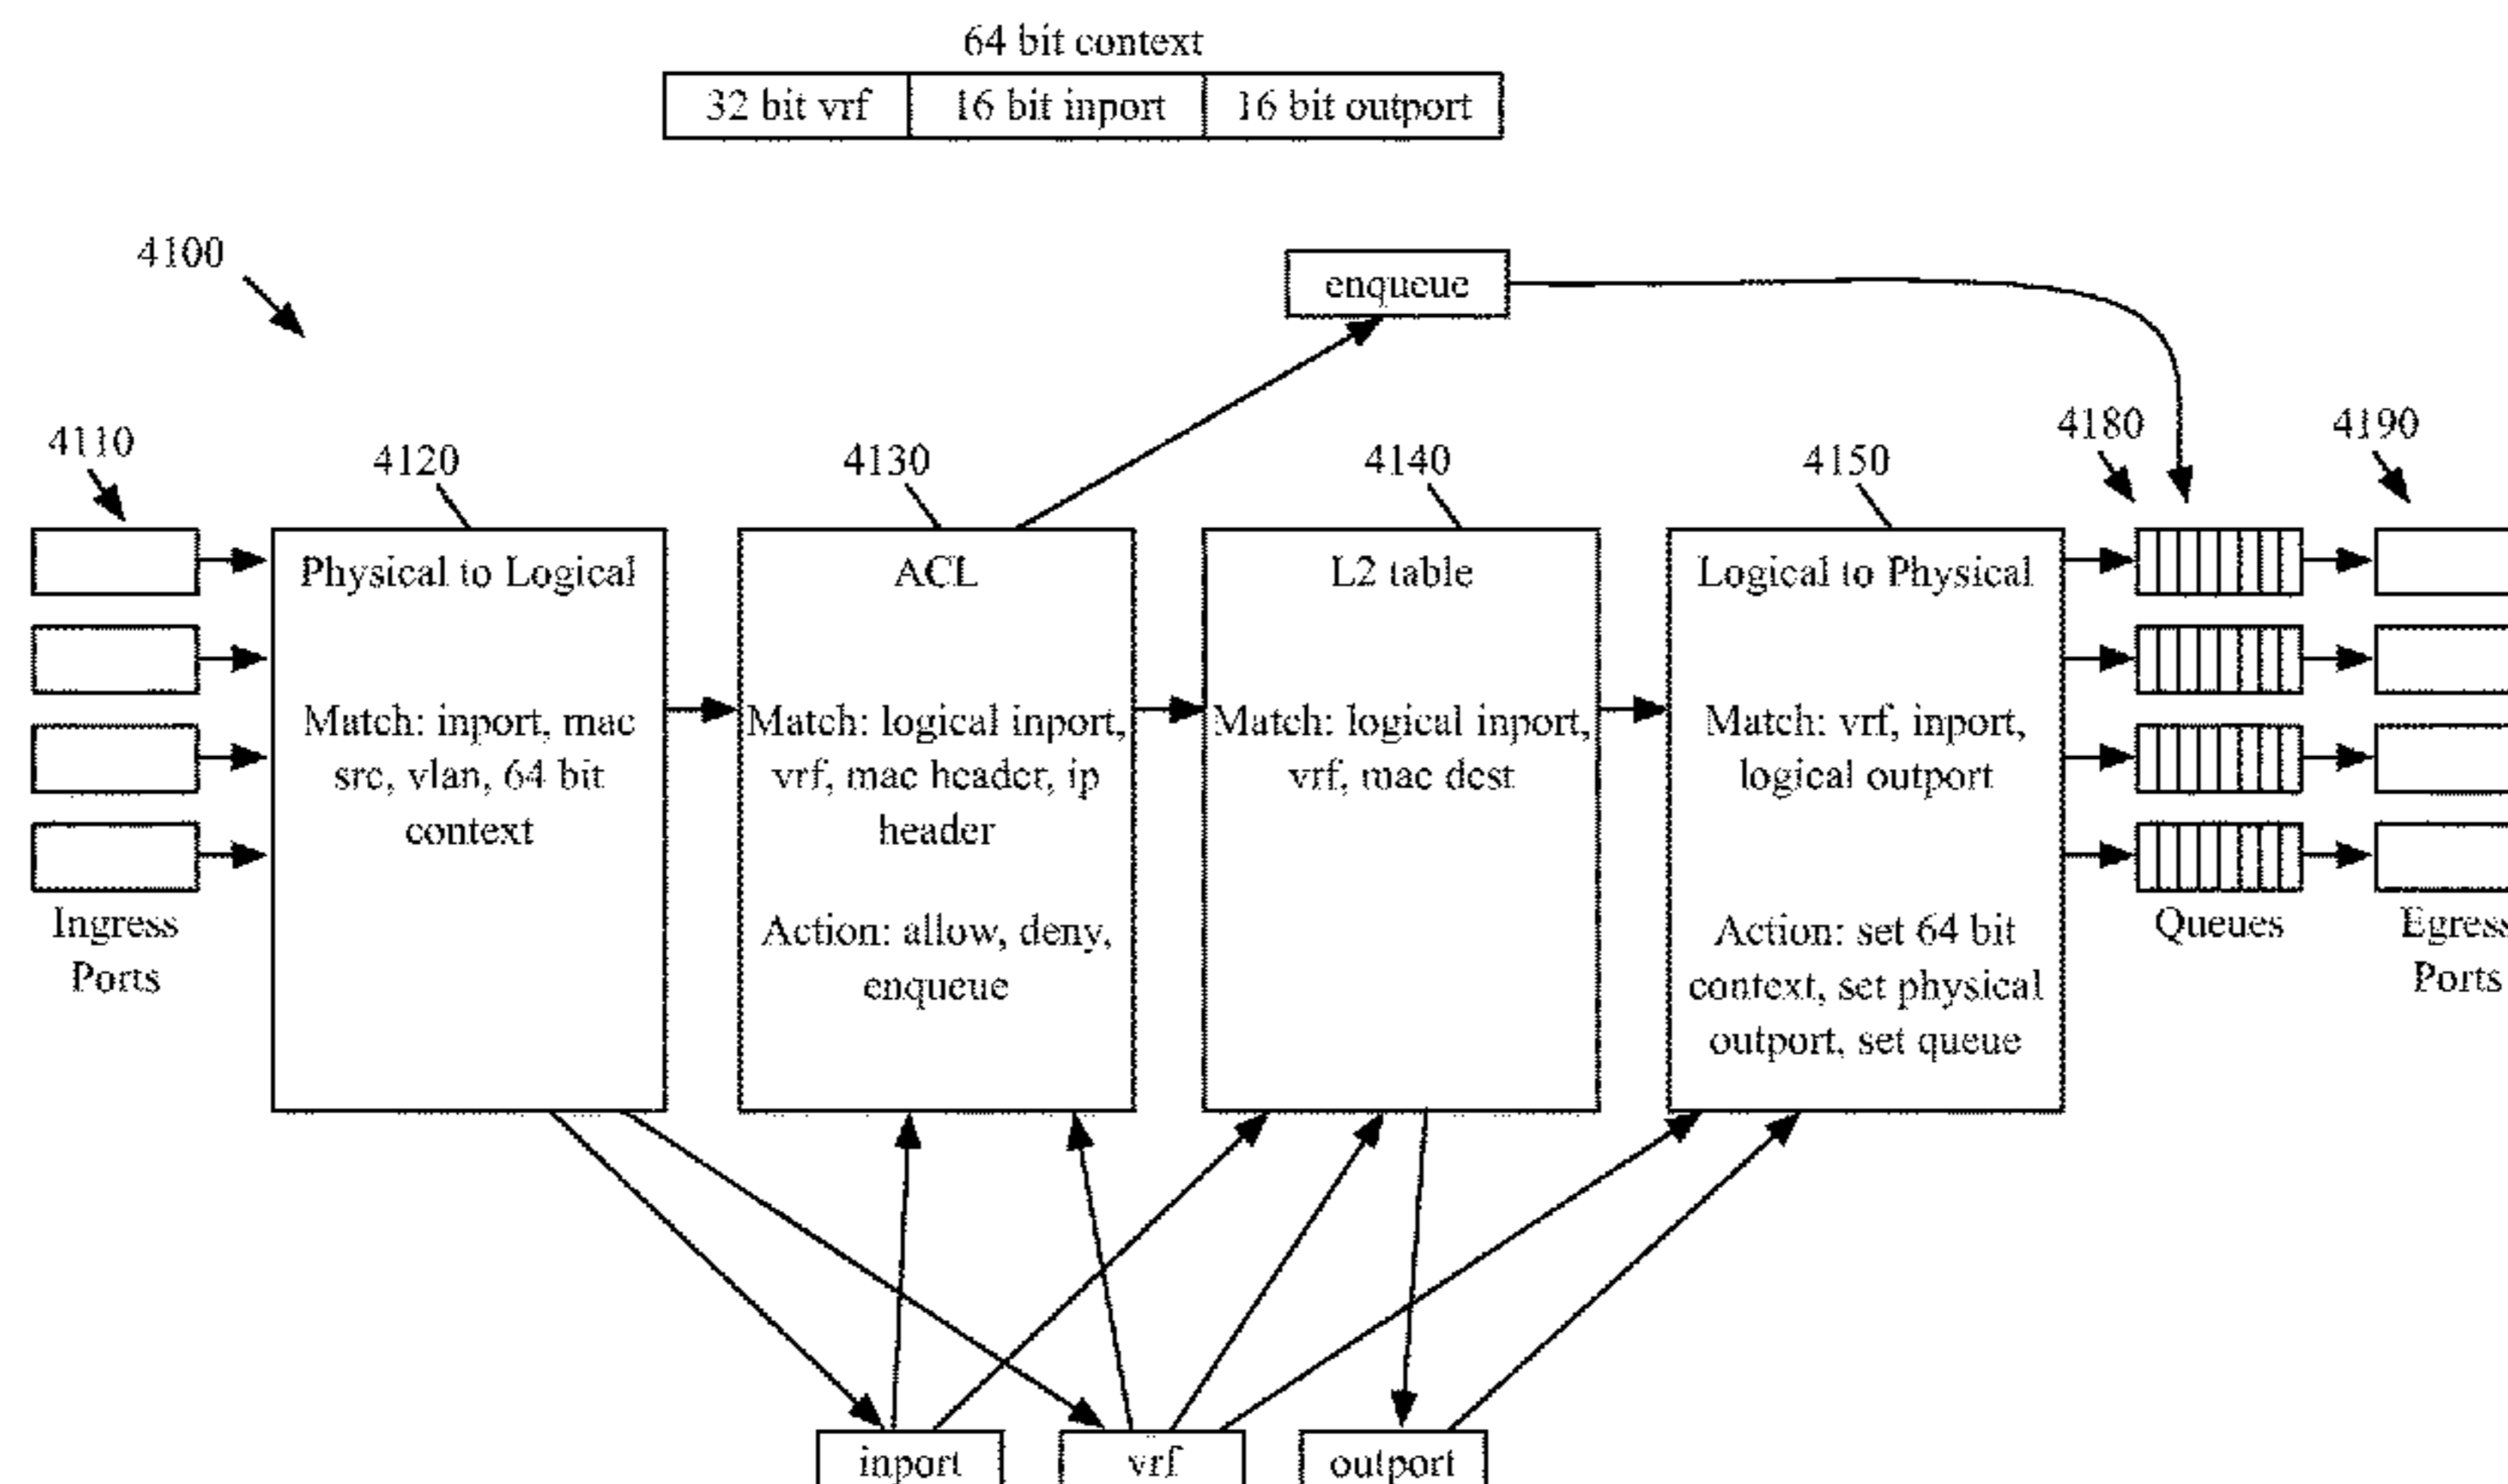 64 bit context
32 bit vrf 16 bit inport 16 bit outport
4100
enqueue
4110
4120
4130
4140
4150
4180
4190
Physical to Logical
Match: inport, mac
src, vlan, 64 bit
context
ACL
Match: logical inport,
vrf, mac header, ip
header
Action: allow, deny,
enqueue
L2 table
Match: logical inport,
vrf, mac dest
Logical to Physical
Match: vrf, inport,
logical outport
Action: set 64 bit
context, set physical
outport, set queue
Ingress
Ports
Queues
Egress
Ports
inport
vrf
outport